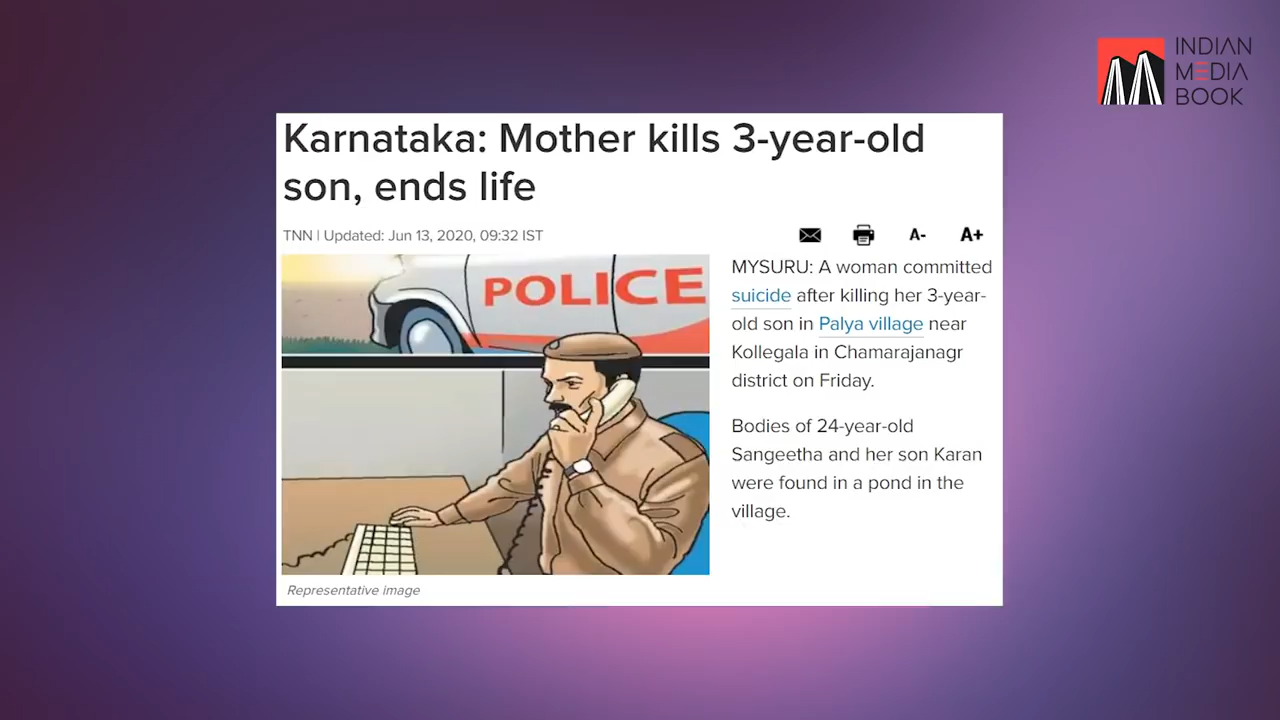 INDIAN
MEDIA
BOOK
Karnataka: Mother kills 3-year-old
son, ends life
TNN | Updated: Jun 13, 2020, 09:32 IST
A-
A+
POLICE
MYSURU: A woman committed
suicide after killing her 3-year-
old son in Palya village near
Kollegala in Chamarajanagr
district on Friday.
Bodies of 24-year-old
Sangeetha and her son Karan
were found in a pond in the
village.
Representative image